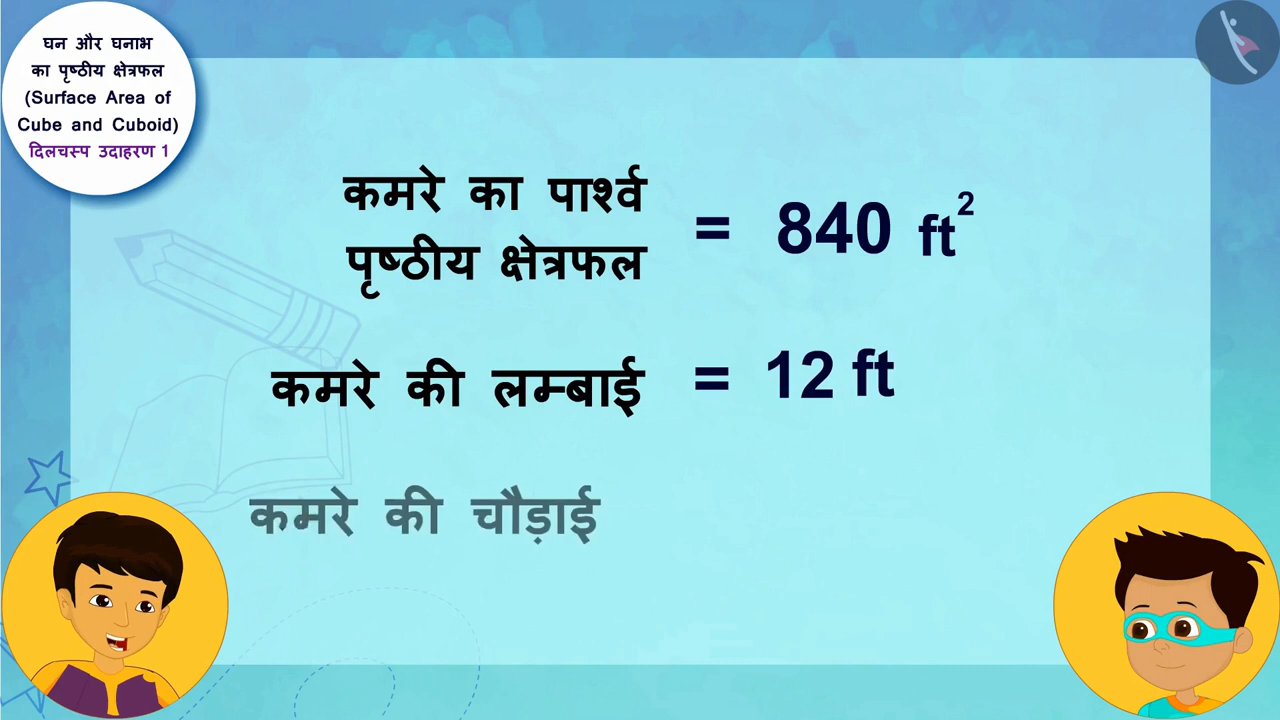 घन और घनाभ
का पृष्ठीय क्षेत्रफल
(Surface Area of
Cube and Cuboid)
दिलचस्प उदाहरण 1
कमरे का पार्श्व
पृष्ठीय क्षेत्रफल = 840 ft²
कमरे की लम्बाई = 12 ft
कमरे की चौड़ाई